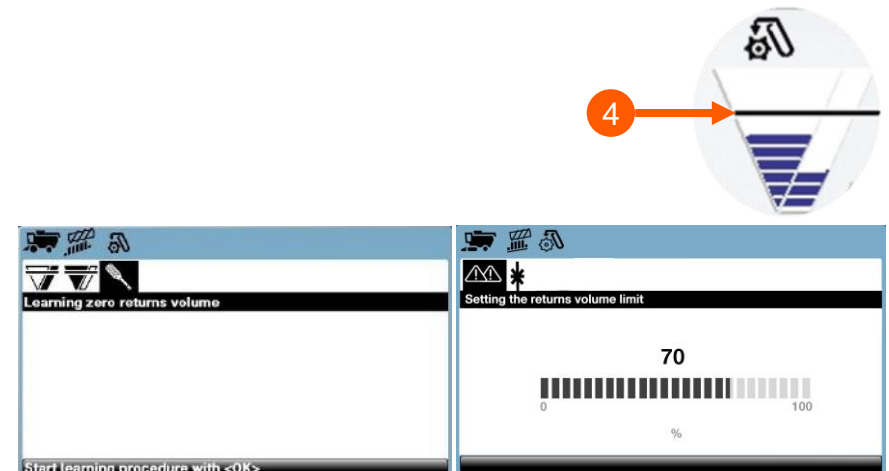 4
Learning zero returns volume
Start learning procedure with <OK>
Setting the returns volume limit
70
0 100
%